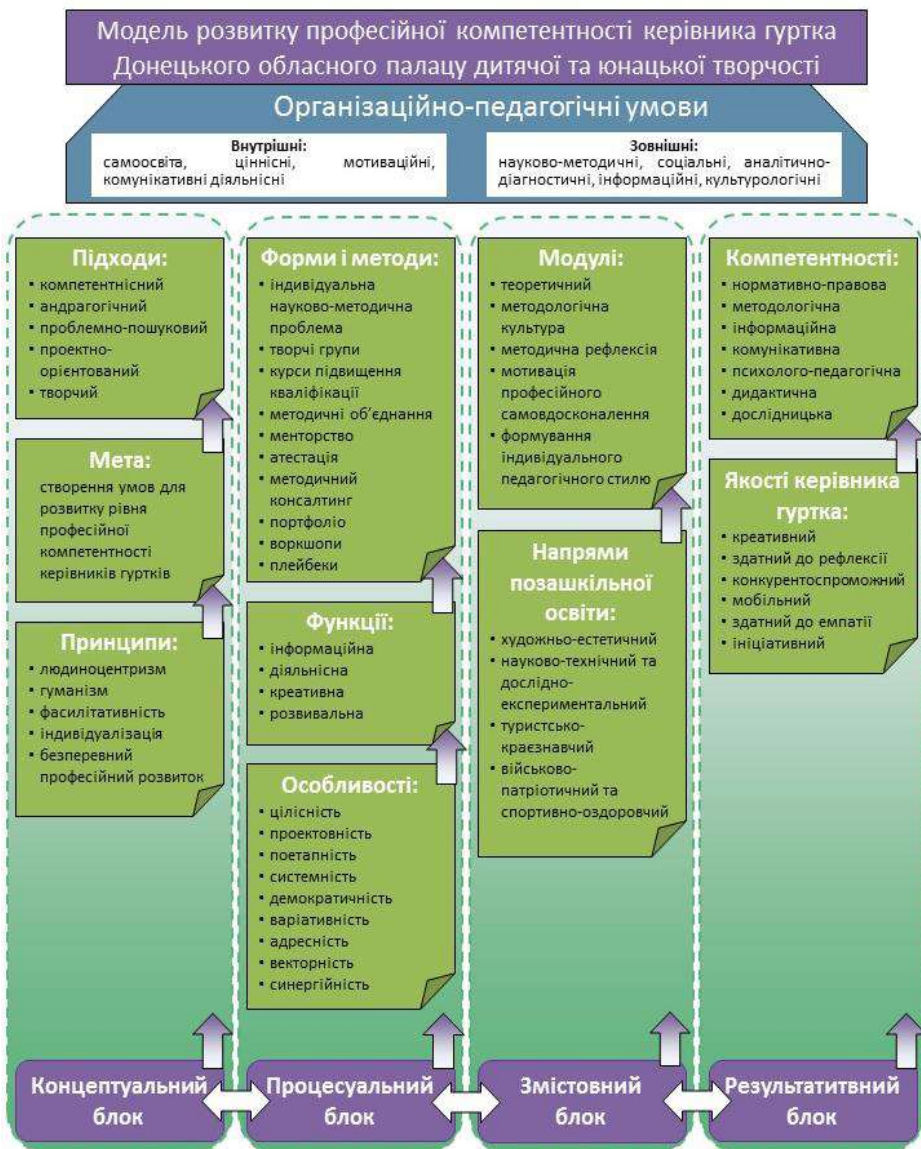 Модель розвитку професійної компетентності керівника гуртка
Донецького обласного палацу дитячої та юнацької творчості
Організаційно-педагогічні умови
Внутрішні:
самоосвіта, ціннісні, мотиваційні,
комунікативні діяльнісні
Зовнішні:
науково-методичні, соціальні, аналітично-
діагностичні, інформаційні, культурологічні
Підходи:
• компетентнісний
• андрагогічний
• проблемно-пошуковий
• проектно-
орієнтований
• творчий
Мета:
створення умов для
розвитку рівня
професійної
компетентності
керівників гуртків
Принципи:
• людиноцентризм
• гуманізм
• фасилітативність
• індивідуалізація
• безперевний
професійний розвиток
Форми і методи:
• індивідуальна
науково-методична
проблема
• творчі групи
• курси підвищення
кваліфікації
• методичні об’єднання
• менторство
• атестація
• методичний
консалтинг
• портфоліо
• воркшопи
• плейбеки
Функції:
• інформаційна
• діяльнісна
• креативна
• розвивальна
Особливості:
• цілісність
• проектовність
• поетапність
• системність
• демократичність
• варіативність
• адресність
• векторність
• синергійність
Модулі:
• теоретичний
• методологічна
культура
• методична рефлексія
• мотивація
професійного
самовдосконалення
• формування
індивідуального
педагогічного стилю
Напрями
позашкільної
освіти:
• художньо-естетичний
• науково-технічний та
дослідно-
експериментальний
• туристсько-
краєзнавчий
• військово-
патріотичний та
спортивно-оздоровчий
Компетентності:
• нормативно-правова
• методологічна
• інформаційна
• комунікативна
• психолого-педагогічна
• дидактична
• дослідницька
Якості керівника
гуртка:
• креативний
• здатний до рефлексії
• конкурентоспроможний
• мобільний
• здатний до емпатії
• ініціативний
Концептуальний
блок
Процесуальний
блок
Змістовний
блок
Результатитвний
блок